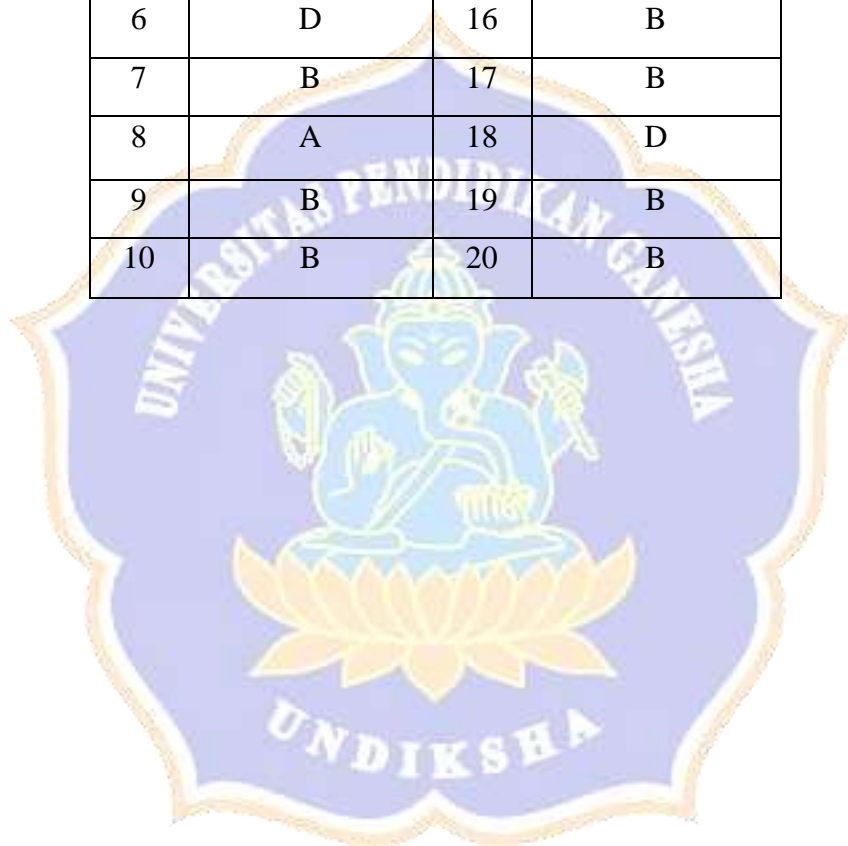 6 D 16 B
7 B 17 B
8 A 18 D
9 B 19 B
10 B 20 B
UNIVERSITAS PENDIDIKAN GANESHA
UNDIKSHA